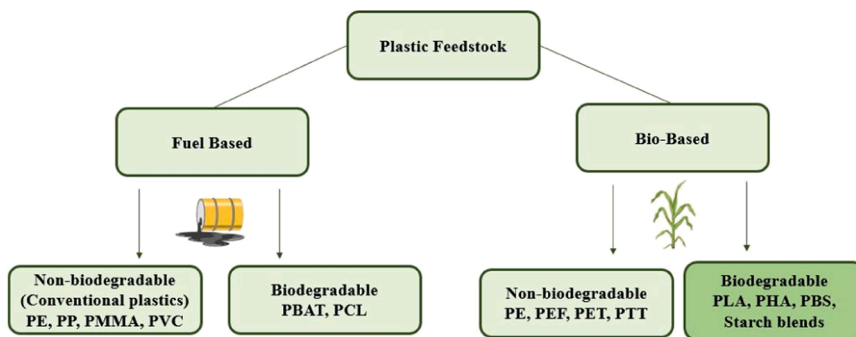 Plastic Feedstock
Fuel Based
Bio-Based
Non-biodegradable
(Conventional plastics)
PE, PP, PMMA, PVC
Biodegradable
PBAT, PCL
Non-biodegradable
PE, PEF, PET, PTT
Biodegradable
PLA, PHA, PBS,
Starch blends